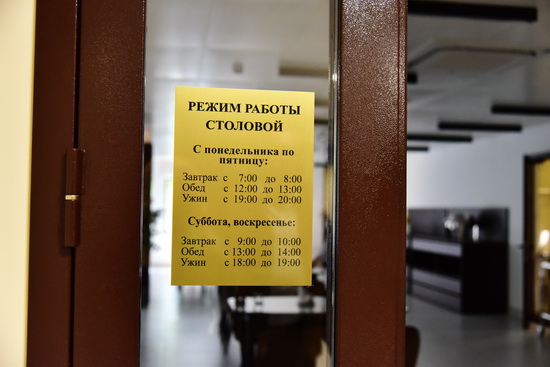 РЕЖИМ РАБОТЫ
СТОЛОВОЙ
С понедельника по
пятницу:
Завтрак с 7:00 до 8:00
Обед с 12:00 до 13:00
Ужин с 19:00 до 20:00
Суббота, воскресенье:
Завтрак с 9:00 до 10:00
Обед с 13:00 до 14:00
Ужин с 18:00 до 19:00